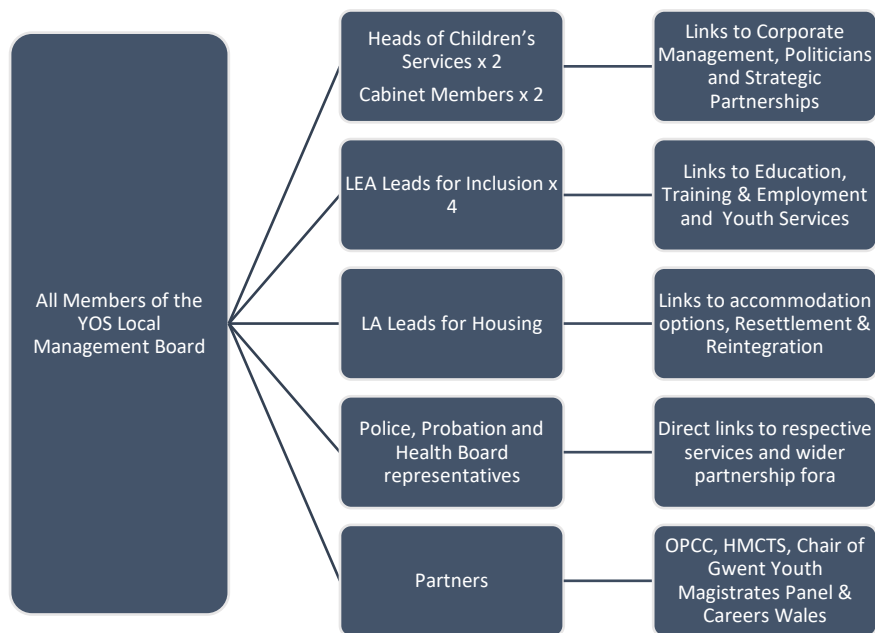 All Members of the
YOS Local
Management Board
Heads of Children’s
Services x 2
Cabinet Members x 2
Links to Corporate
Management, Politicians
and Strategic
Partnerships
LEA Leads for Inclusion x
4
Links to Education,
Training & Employment
and Youth Services
LA Leads for Housing
Links to accommodation
options, Resettlement &
Reintegration
Police, Probation and
Health Board
representatives
Direct links to respective
services and wider
partnership fora
Partners
OPCC, HMCTS, Chair of
Gwent Youth
Magistrates Panel &
Careers Wales